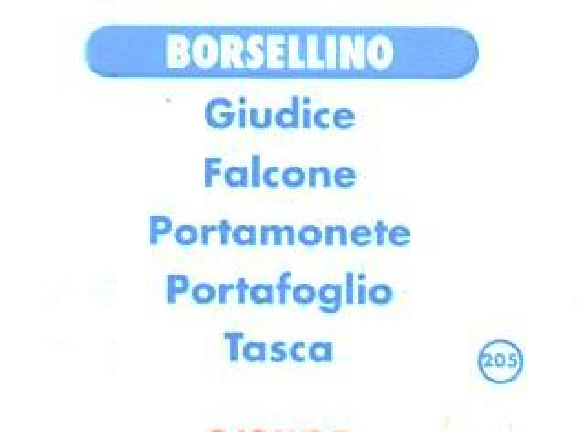 BORSELLINO
Giudice
Falcone
Portamonete
Portafoglio
Tasca
205